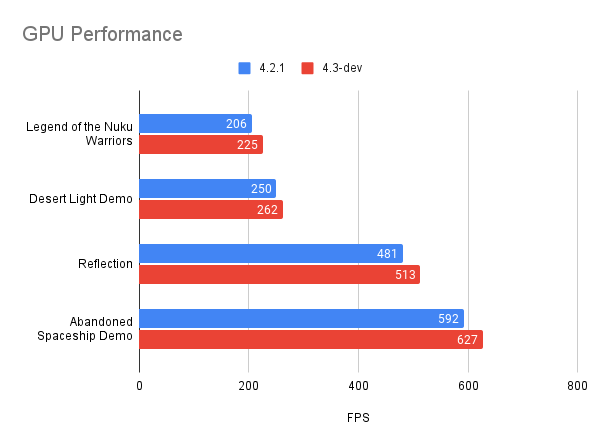 GPU Performance
4.2.1 4.3-dev
Legend of the Nuku
Warriors
206
225
Desert Light Demo
250
262
Reflection
481
513
Abandoned
Spaceship Demo
592
627
0 200 400 600 800
FPS